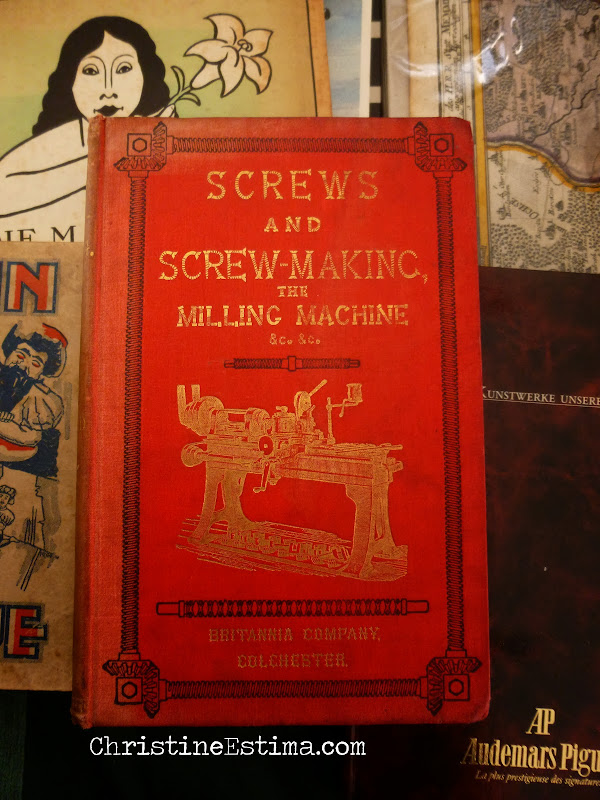 SCREWS
AND
SCREW-MAKING,
THE
MILLING MACHINE
&c. &c.
BRITANNIA COMPANY,
COLCHESTER.
KUNSTWERKE UNSERE
AP
Audemars Pigu
La plus prestigieuse des signatures
ChristineEstima.com